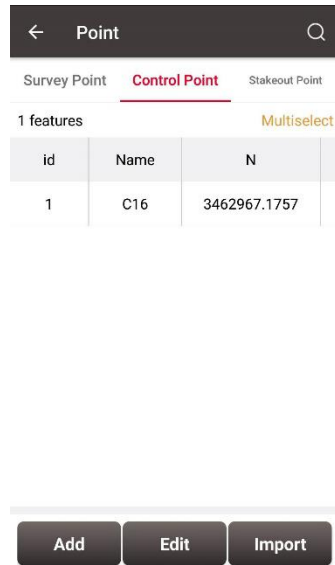 Point
Survey Point Control Point Stakeout Point
1 features Multiselect
id Name N
1 C16 3462967.1757
Add Edit Import